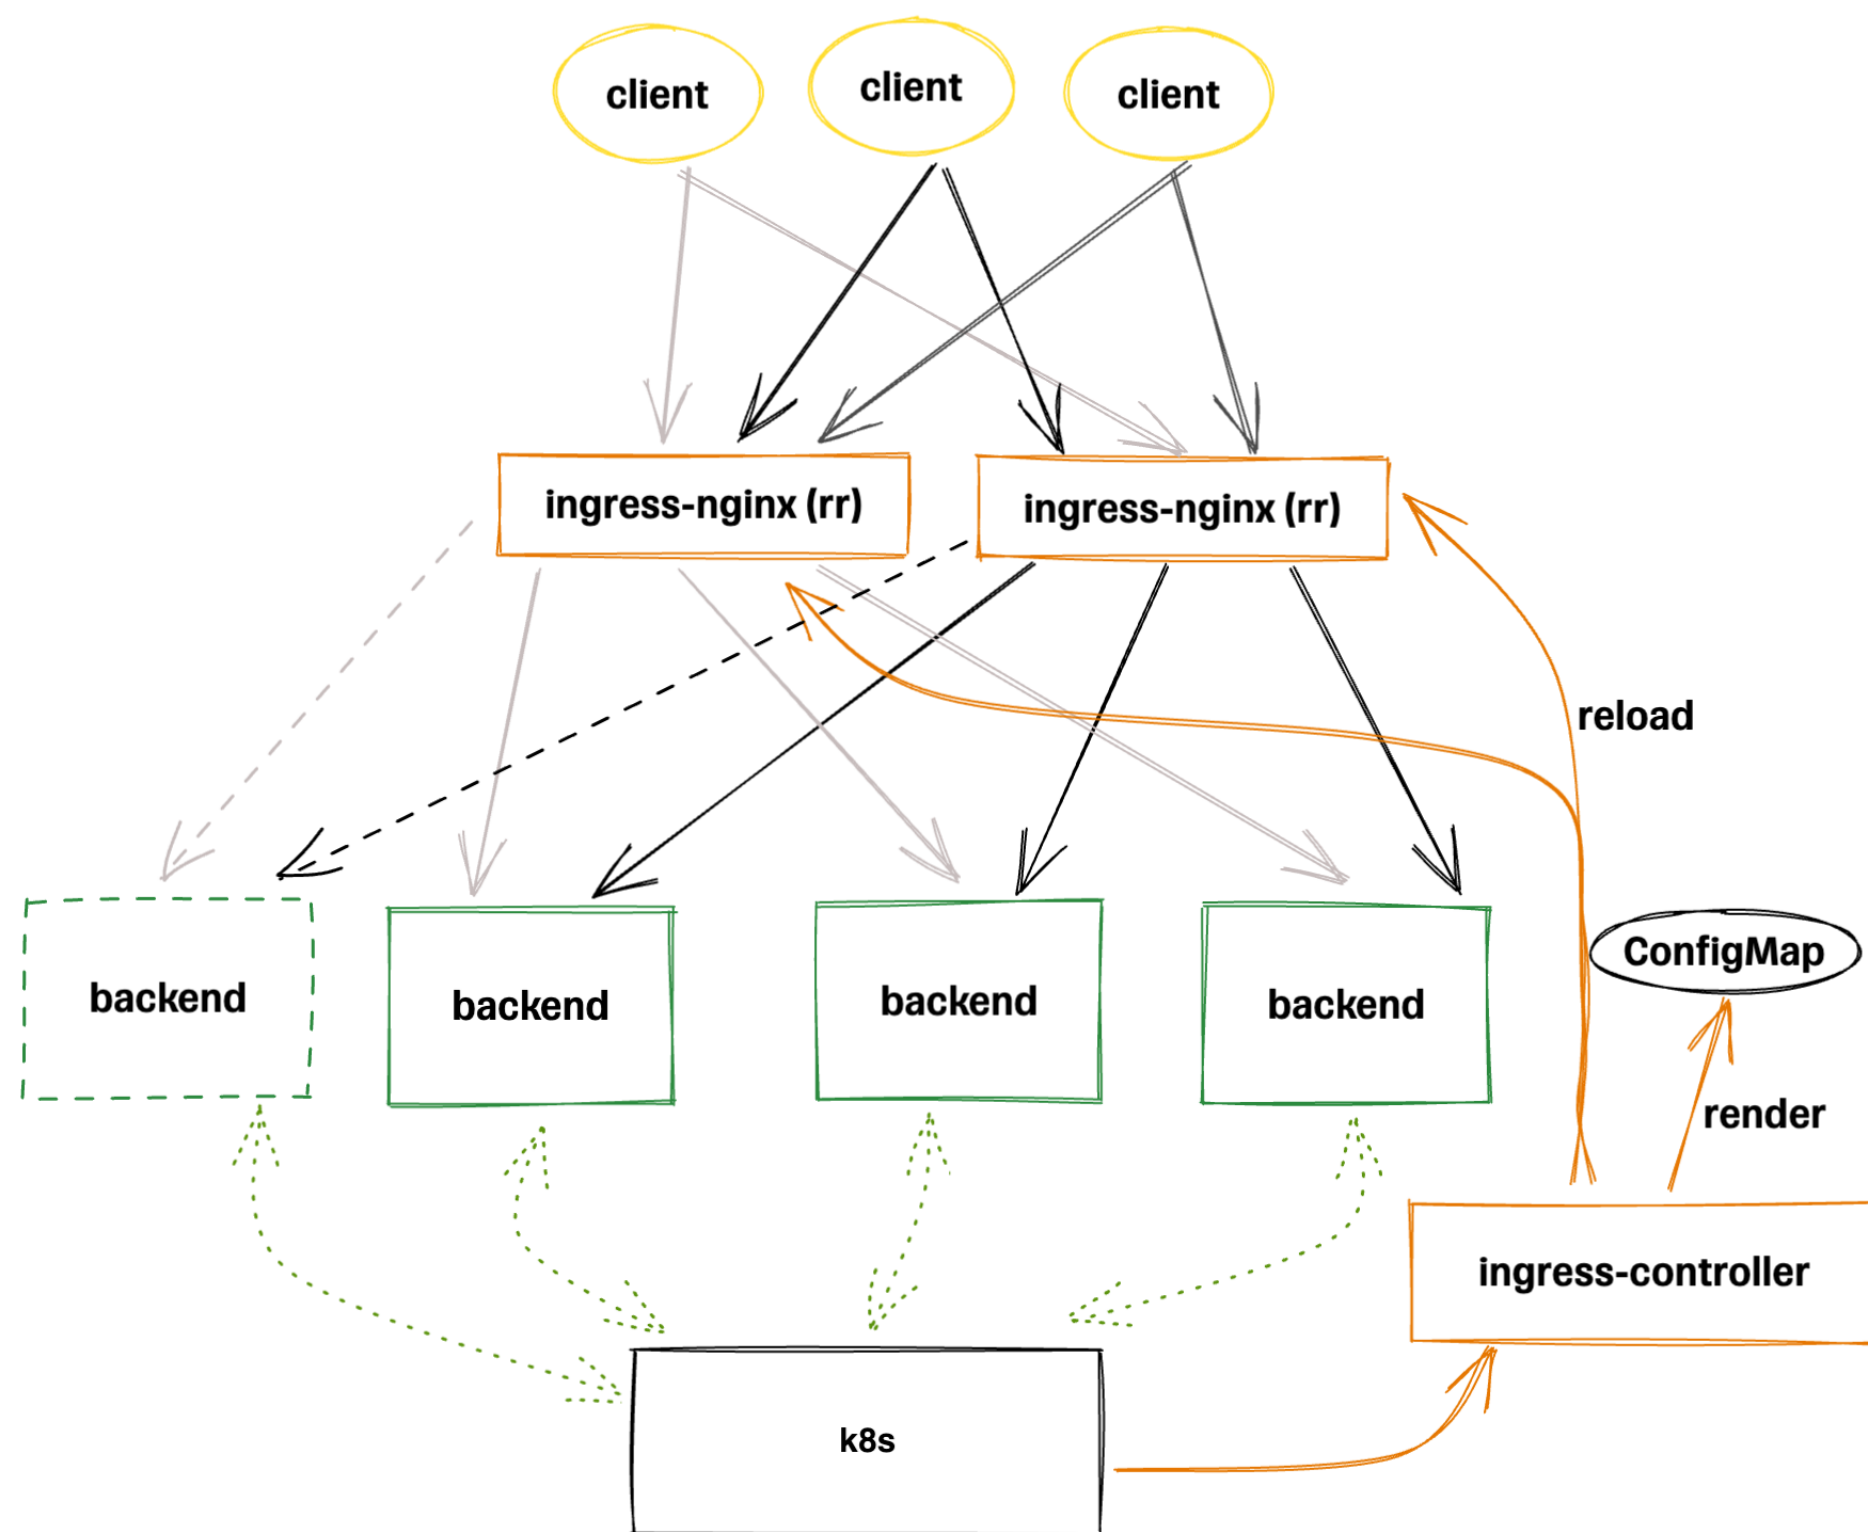 client
client
client
ingress-nginx (rr)
ingress-nginx (rr)
reload
backend
backend
backend
backend
ConfigMap
render
ingress-controller
k8s